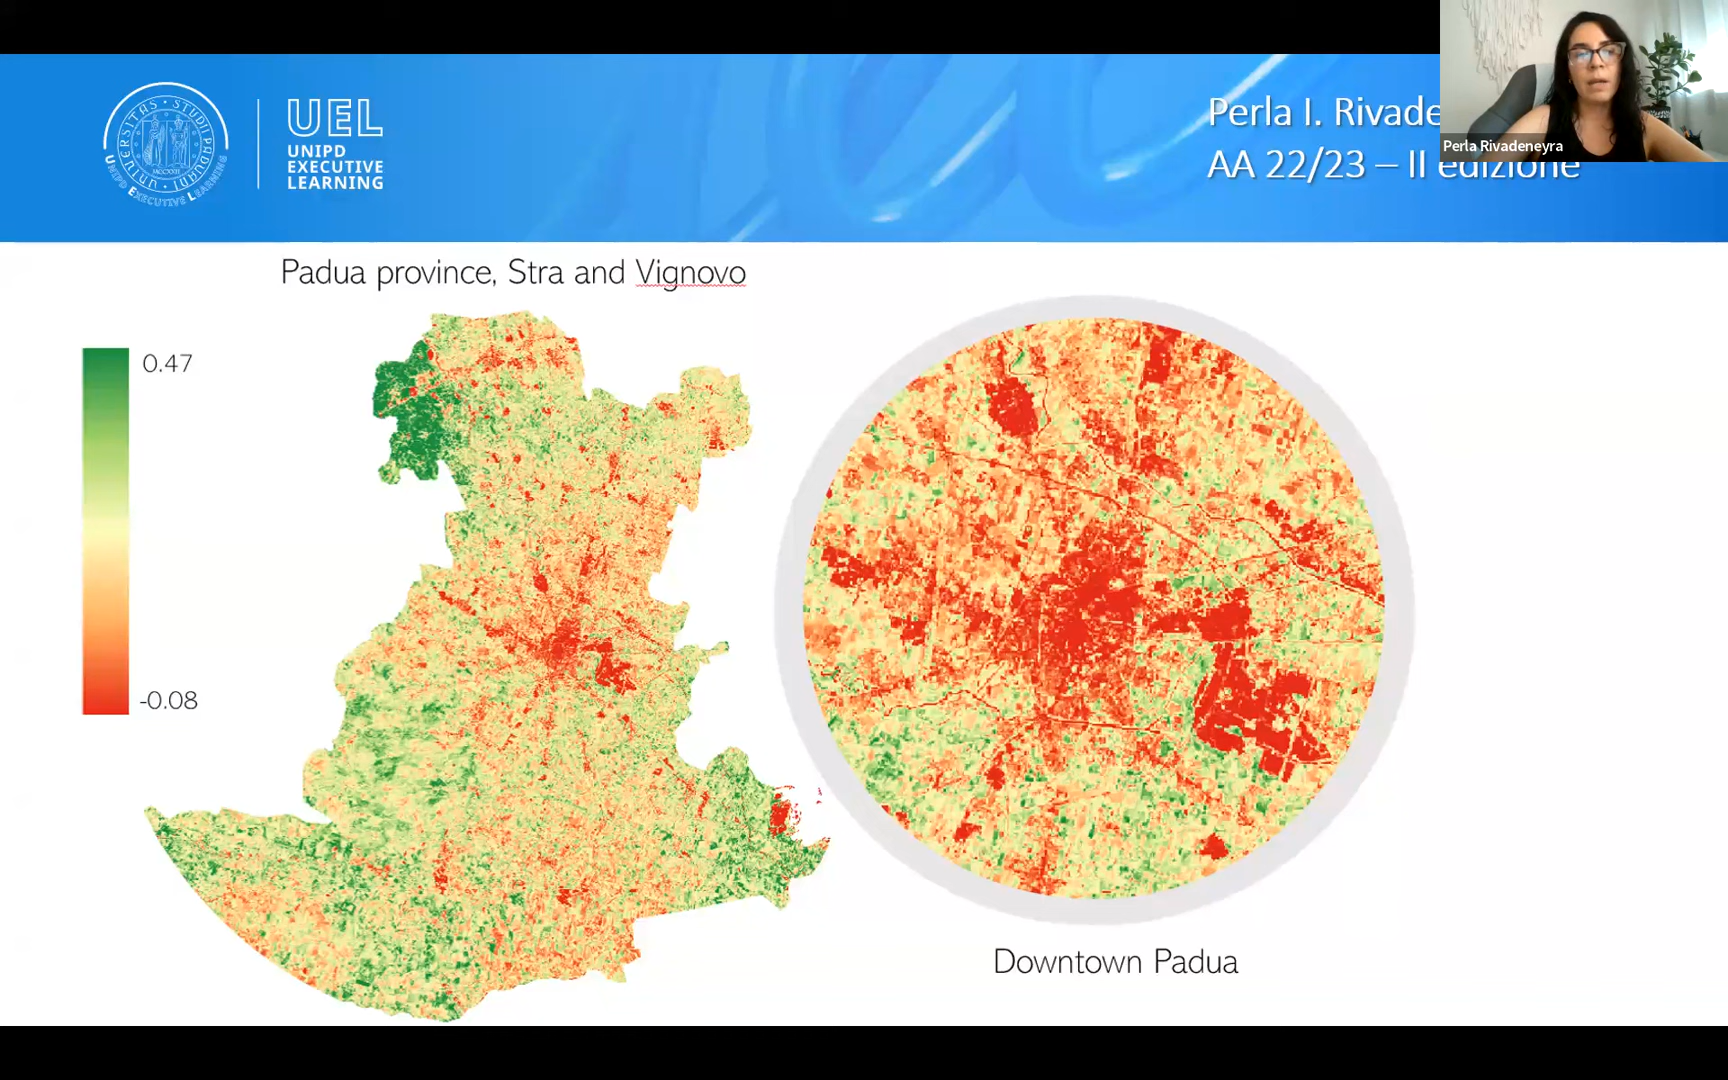 UEL
UNIPD
EXECUTIVE
LEARNING
Perla I. Rivade
Perla Rivadeneyra
AA 22/23 – II edizione
Padua province, Stra and Vignovo
0.47
-0.08
Downtown Padua